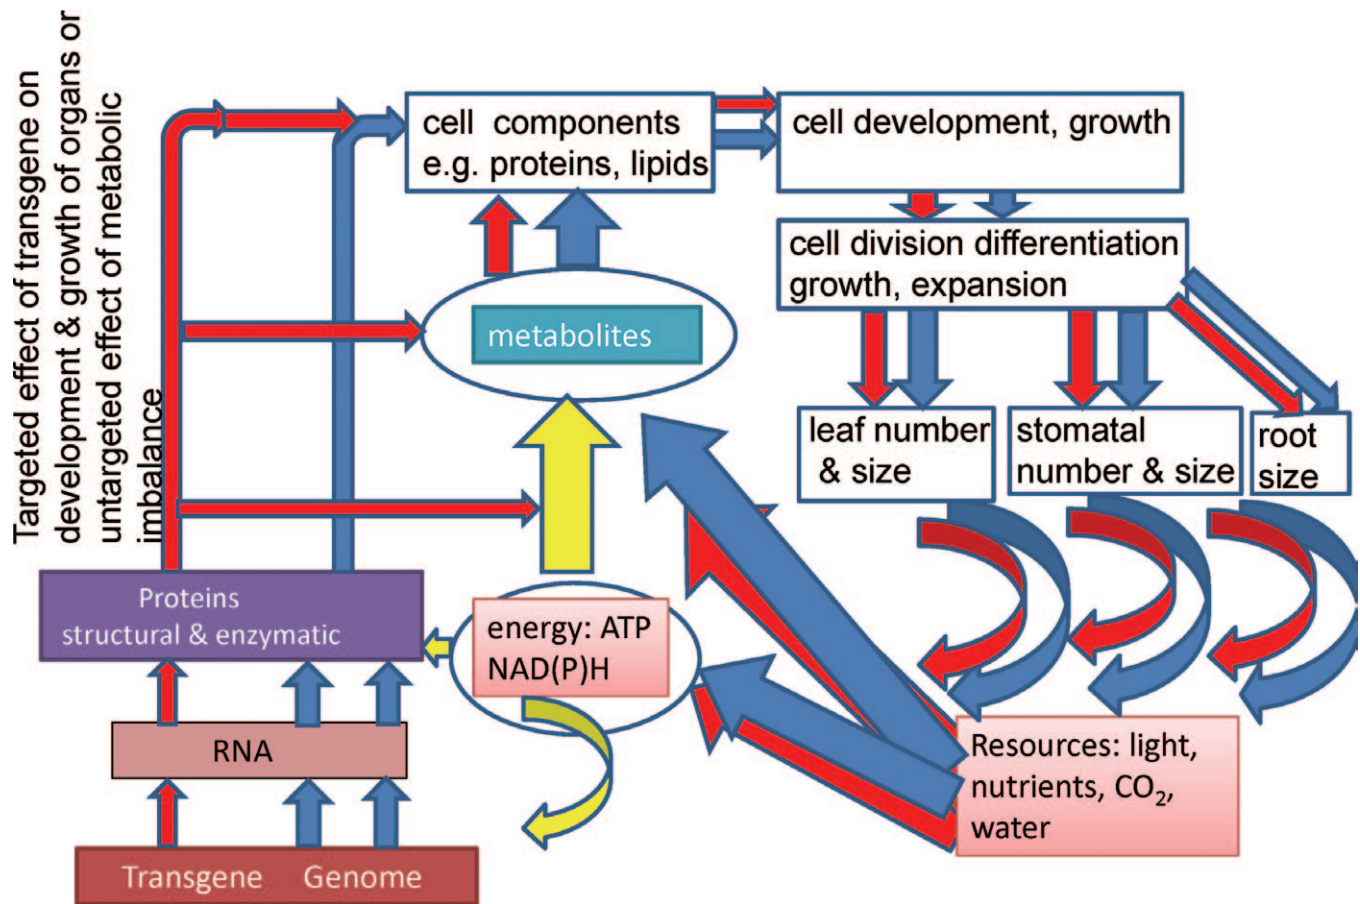 Targeted effect of transgene on
development & growth of organs or
untargeted effect of metabolic
imbalance
cell components
e.g. proteins, lipids
cell development, growth
cell division differentiation
growth, expansion
metabolites
leaf number
& size
stomatal
number & size
root
size
Proteins
structural & enzymatic
energy: ATP
NAD(P)H
RNA
Resources: light,
nutrients, CO₂,
water
Transgene Genome